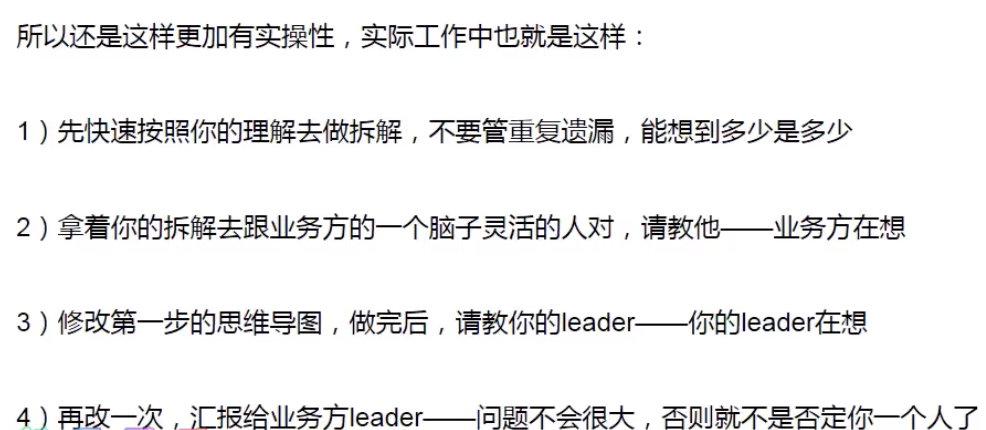 所以还是这样更加有实操性，实际工作中也就是这样：
1）先快速按照你的理解去做拆解，不要管重复遗漏，能想到多少是多少
2）拿着你的拆解去跟业务方的一个脑子灵活的人对，请教他——业务方在想
3）修改第一步的思维导图，做完后，请教你的leader——你的leader在想
4）再改一次，汇报给业务方leader——问题不会很大，否则就不是否定你一个人了